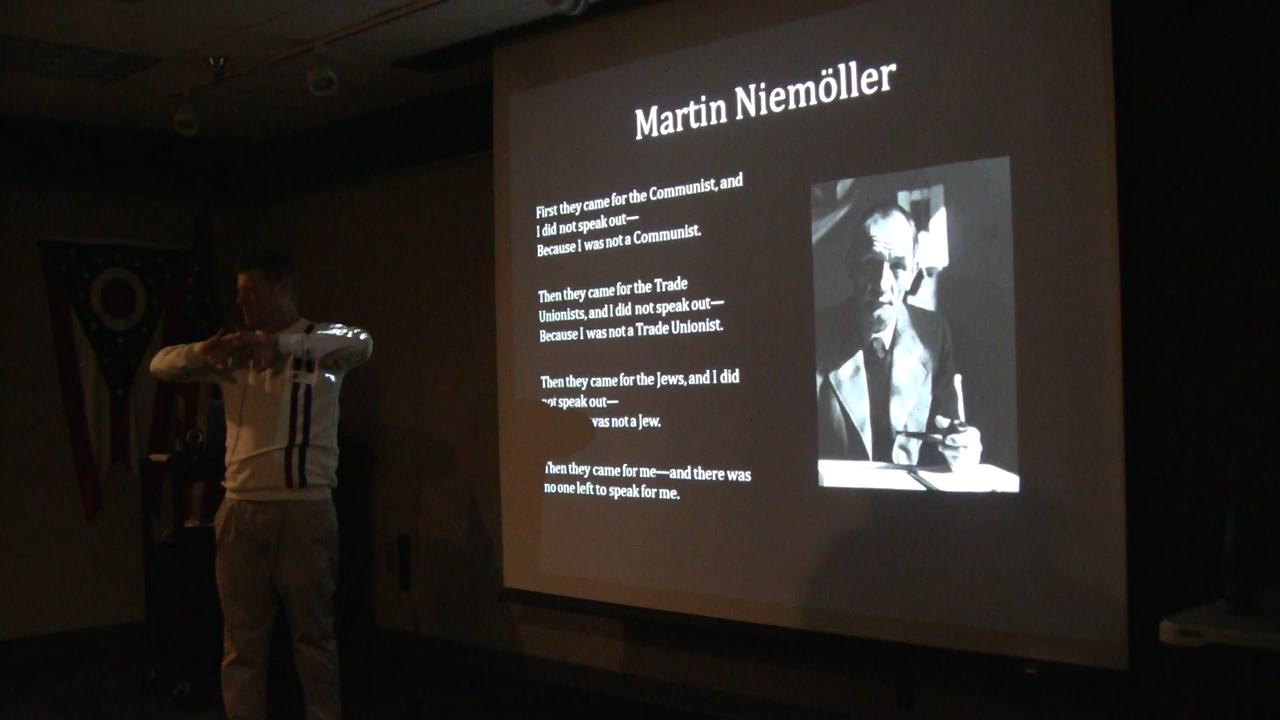 Martin Niemöller
First they came for the Communist, and
I did not speak out—
Because I was not a Communist.
Then they came for the Trade
Unionists, and I did not speak out—
Because I was not a Trade Unionist.
Then they came for the Jews, and I did
not speak out—
was not a Jew.
Then they came for me—and there was
no one left to speak for me.